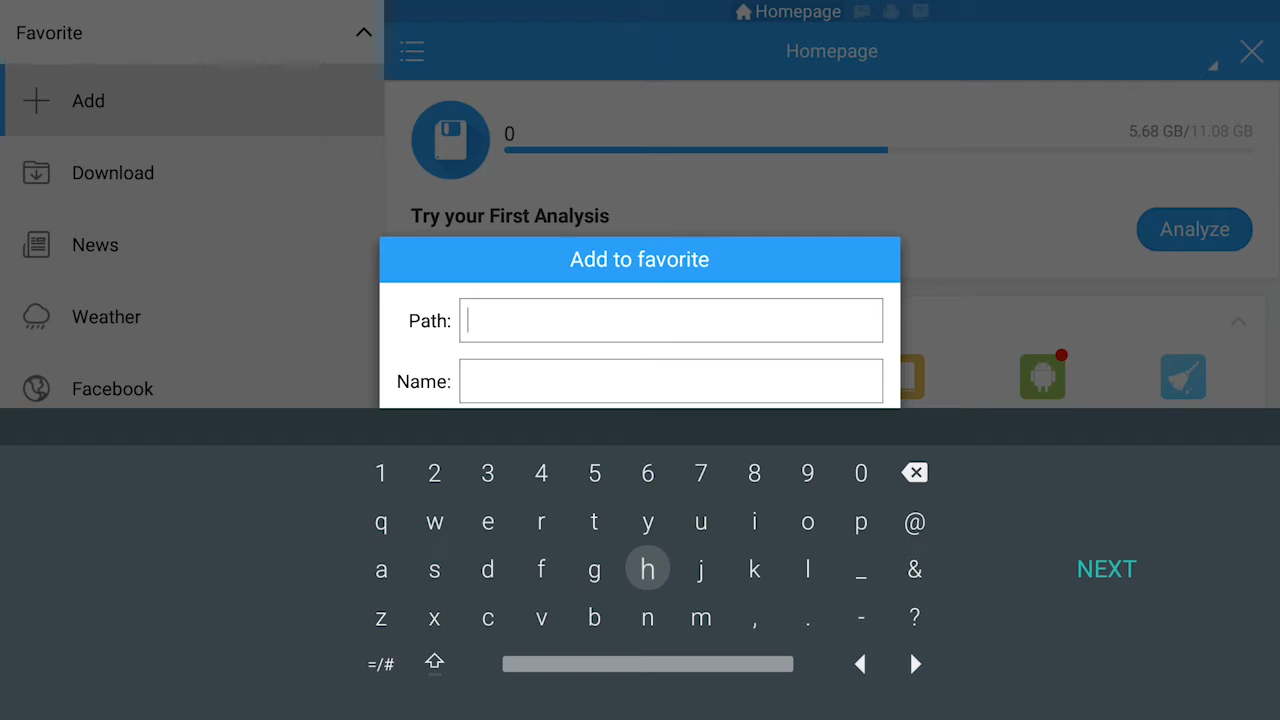 Favorite
Homepage
Add
Homepage
Download
0
5.68 GB/11.08 GB
News
Try your First Analysis
Analyze
Weather
Add to favorite
Path:
Facebook
Name:
1 2 3 4 5 6 7 8 9 0
q w e r t y u i o p @
a s d f g h j k l _ &
NEXT
z x c v b n m , . - ?
=/#